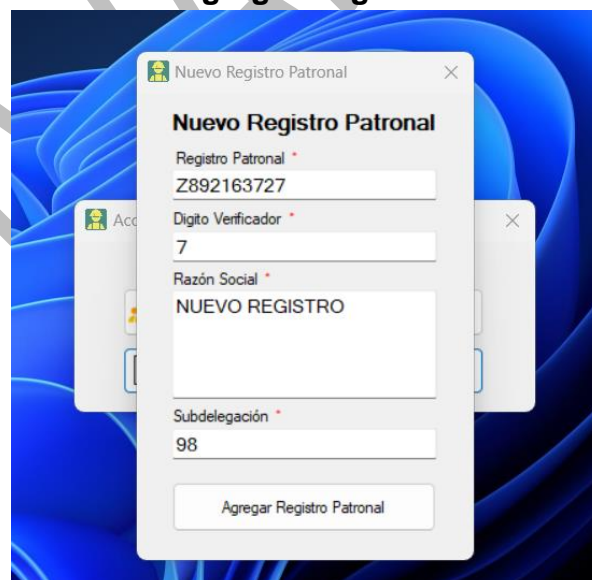 Nuevo Registro Patronal
Nuevo Registro Patronal
Registro Patronal *
Z892163727
Digito Verificador *
7
Acc
Razón Social *
NUEVO REGISTRO
Subdelegación *
98
Agregar Registro Patronal